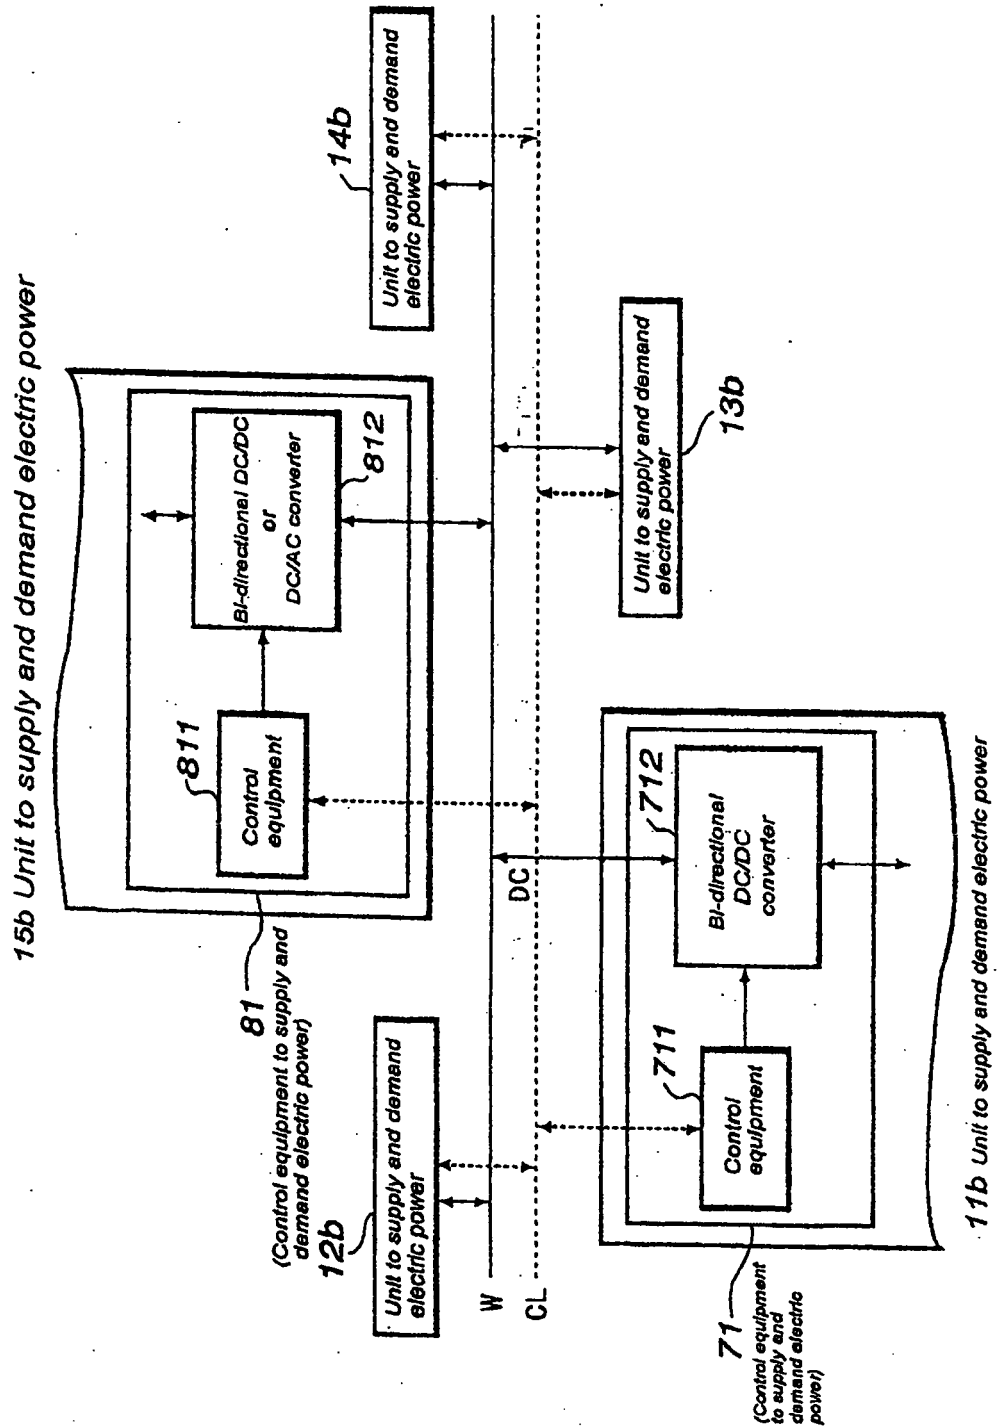 15b Unit to supply and demand electric power
14b
Unit to supply and demand
electric power
Bi-directional DC/DC
or
DC/AC converter
812
811
Control
equipment
81
(Control equipment to supply and
demand electric power)
12b
Unit to supply and demand
electric power
W
CL
DC
Unit to supply and demand
electric power
13b
712
Bi-directional
DC/DC
converter
711
Control
equipment
71
(Control equipment
to supply and
demand electric
power)
11b Unit to supply and demand electric power